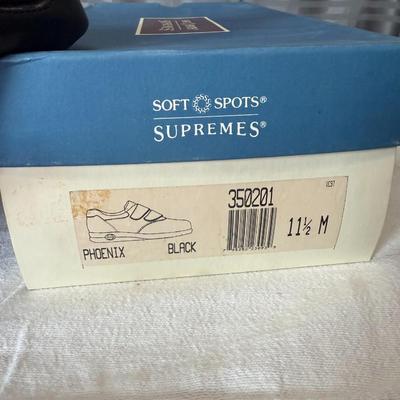 SOFT SPOTS®
SUPREMES®
350201
PHOENIX BLACK 11½ M